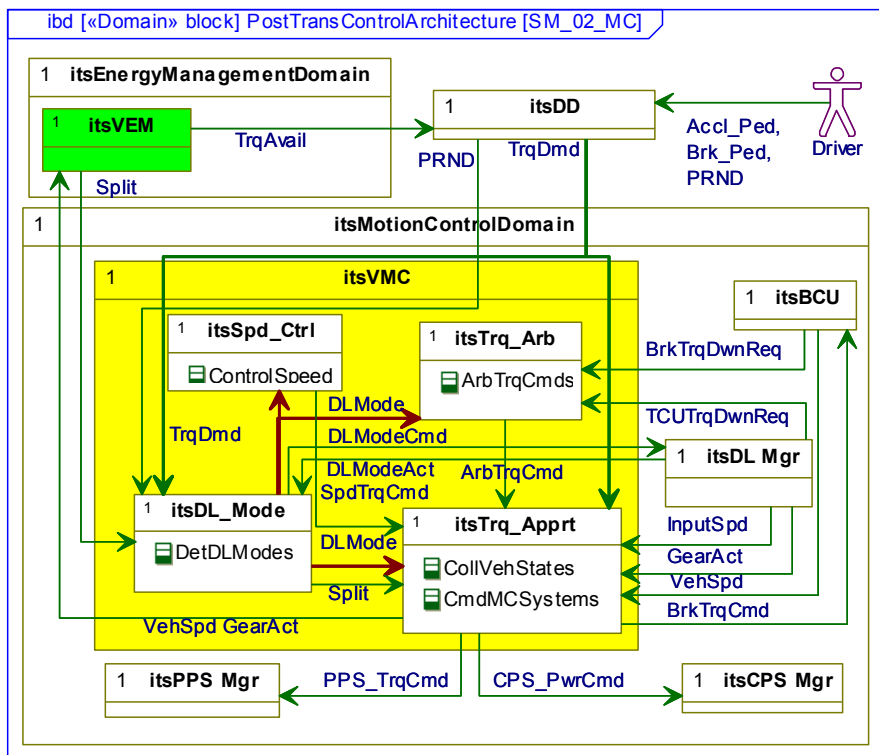 ibd [«Domain» block] PostTransControlArchitecture [SM_02_MC]
1 itsEnergyManagementDomain
1 itsVEM
TrqAvail
Split
1 itsDD
PRND
TrqDmd
Accl_Ped,
Brk_Ped,
PRND
Driver
1 itsMotionControlDomain
1 itsVMC
1 itsSpd_Ctrl
ControlSpeed
1 itsTrq_Arb
ArbTrqCmds
1 itsBCU
BrkTrqDwnReq
DLMode
TCUTrqDwnReq
TrqDmd
DLModeCmd
1 itsDL Mgr
DLModeAct
ArbTrqCmd
SpdTrqCmd
1 itsDL_Mode
DetDLModes
1 itsTrq_Apprt
CollVehStates
CmdMCSystems
InputSpd
DLMode
GearAct
VehSpd
Split
BrkTrqCmd
VehSpd GearAct
1 itsPPS Mgr
PPS_TrqCmd
CPS_PwrCmd
1 itsCPS Mgr